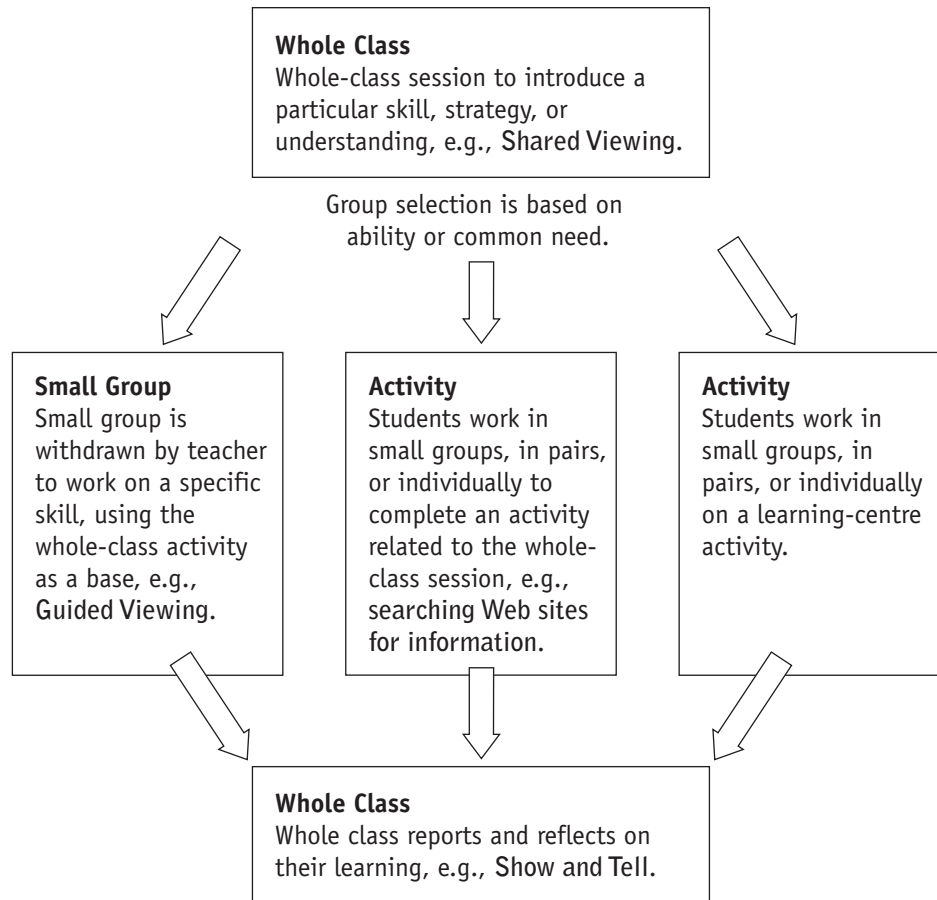 Whole Class
Whole-class session to introduce a
particular skill, strategy, or
understanding, e.g., Shared Viewing.
Group selection is based on
ability or common need.
Small Group
Small group is
withdrawn by teacher
to work on a specific
skill, using the
whole-class activity
as a base, e.g.,
Guided Viewing.
Activity
Students work in
small groups, in pairs,
or individually to
complete an activity
related to the whole-
class session, e.g.,
searching Web sites
for information.
Activity
Students work in
small groups, in
pairs, or individually
on a learning-centre
activity.
Whole Class
Whole class reports and reflects on
their learning, e.g., Show and Tell.